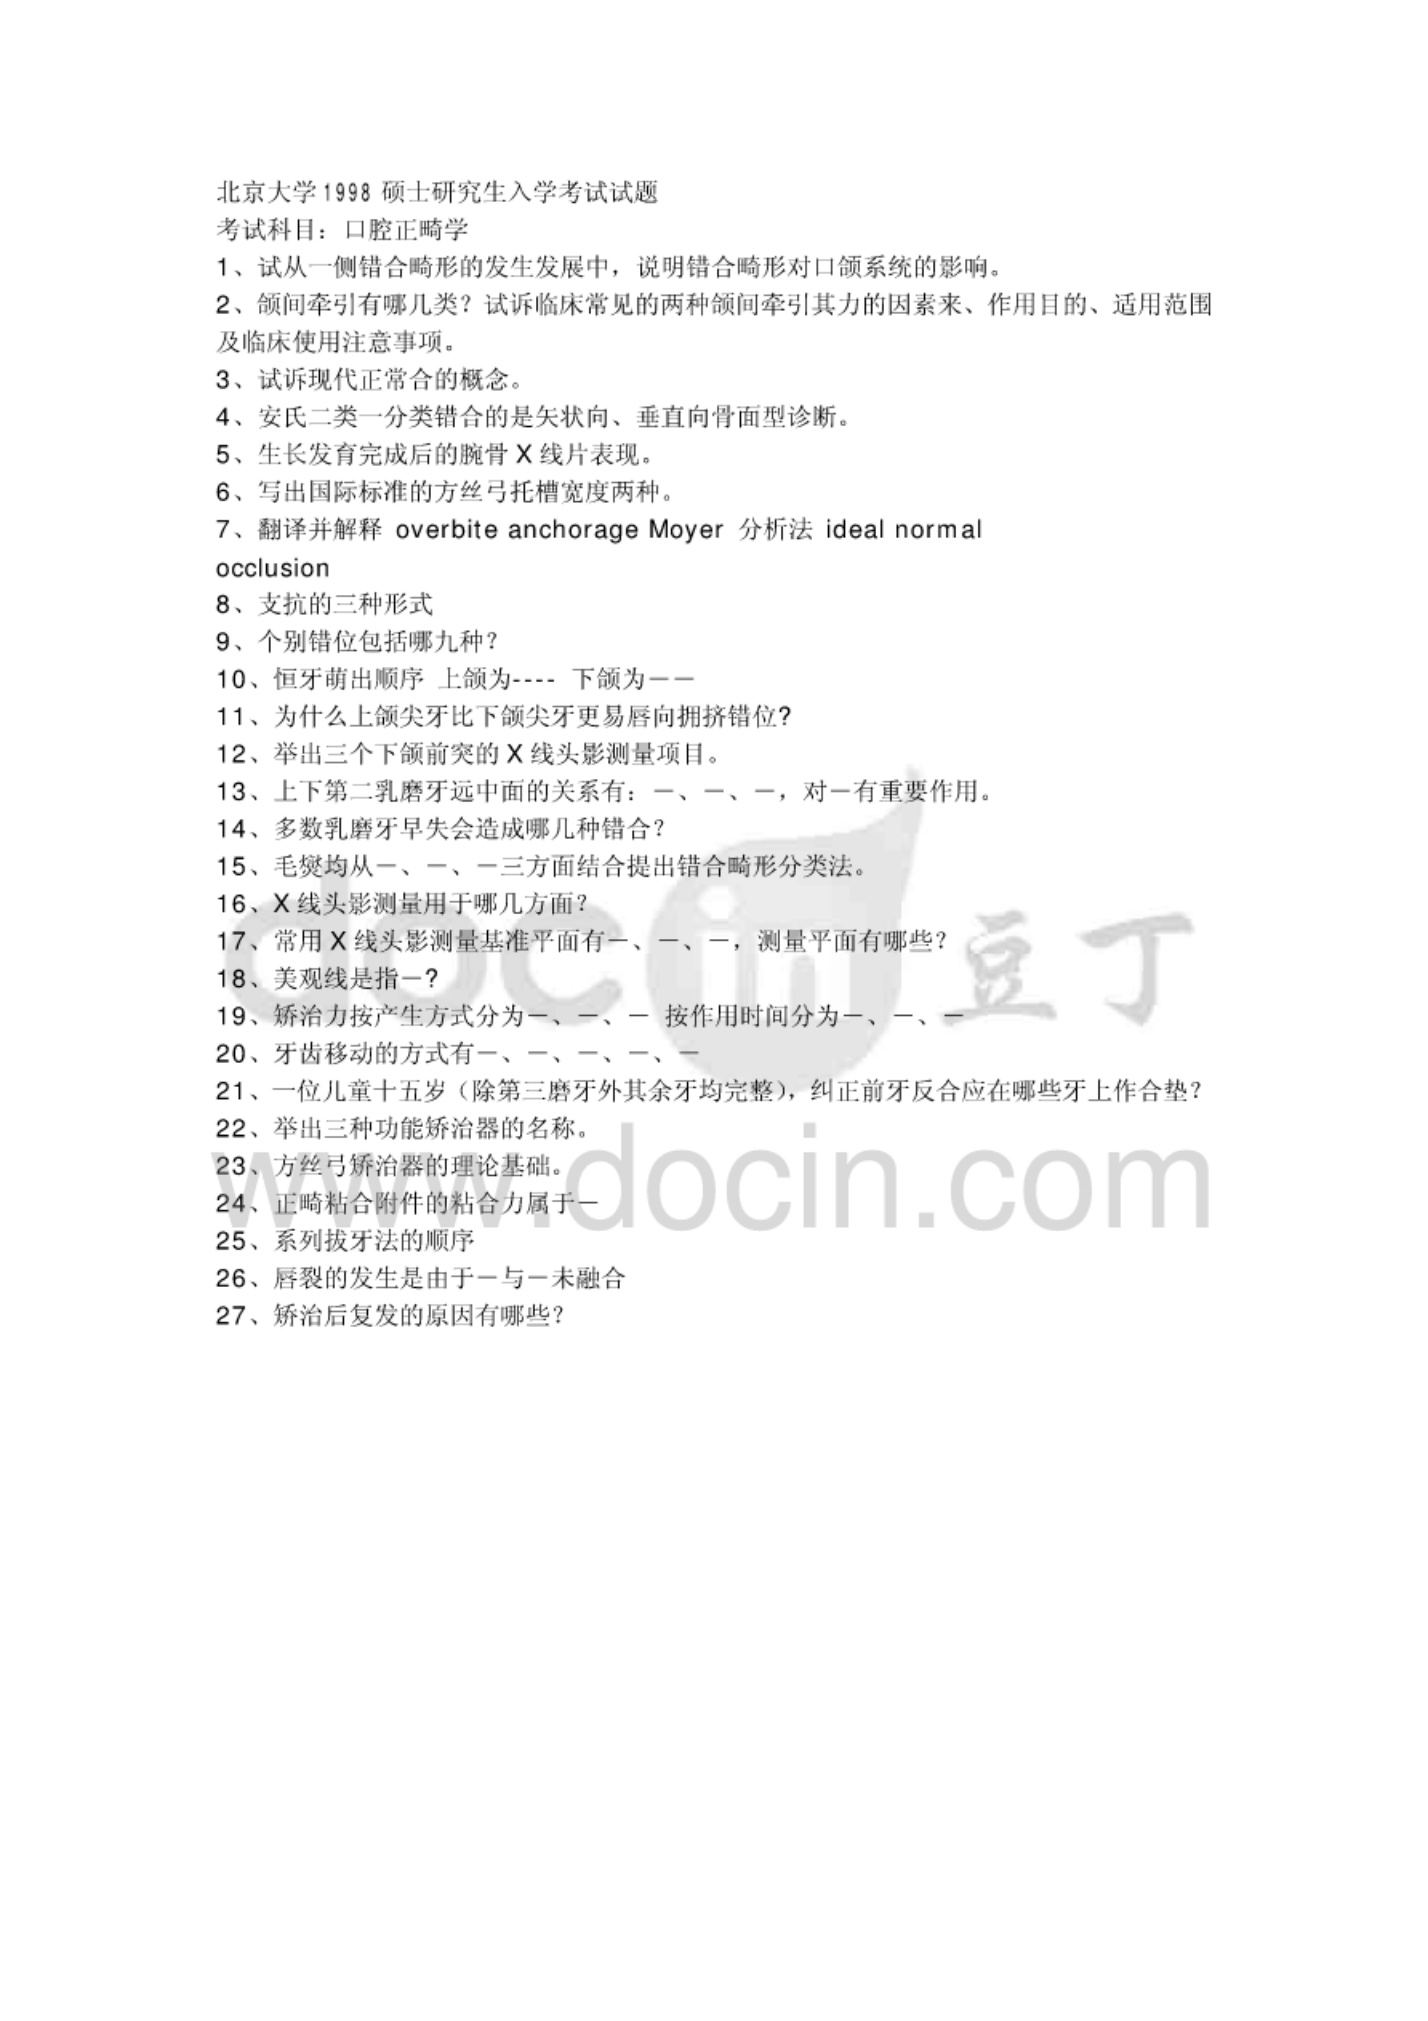 北京大学1998 硕士研究生入学考试试题
考试科目：口腔正畸学
1、试从一侧错合畸形的发生发展中，说明错合畸形对口颌系统的影响。
2、颌间牵引有哪几类？试诉临床常见的两种颌间牵引其力的因素来、作用目的、适用范围
及临床使用注意事项。
3、试诉现代正常合的概念。
4、安氏二类一分类错合的是矢状向、垂直向骨面型诊断。
5、生长发育完成后的腕骨 X 线片表现。
6、写出国际标准的方丝弓托槽宽度两种。
7、翻译并解释 overbite anchorage Moyer 分析法 ideal normal
occlusion
8、支抗的三种形式
9、个别错位包括哪九种？
10、恒牙萌出顺序 上颌为---- 下颌为－－
11、为什么上颌尖牙比下颌尖牙更易唇向拥挤错位？
12、举出三个下颌前突的 X 线头影测量项目。
13、上下第二乳磨牙远中面的关系有：－、－、－，对－有重要作用。
14、多数乳磨牙早失会造成哪几种错合？
15、毛燮均从－、－、－三方面结合提出错合畸形分类法。
16、X 线头影测量用于哪几方面？
17、常用 X 线头影测量基准平面有－、－、－，测量平面有哪些？
18、美观线是指－?
19、矫治力按产生方式分为－、－、－ 按作用时间分为－、－、－
20、牙齿移动的方式有－、－、－、－、－
21、一位儿童十五岁（除第三磨牙外其余牙均完整），纠正前牙反合应在哪些牙上作合垫？
22、举出三种功能矫治器的名称。
23、方丝弓矫治器的理论基础。
24、正畸粘合附件的粘合力属于－
25、系列拔牙法的顺序
26、唇裂的发生是由于－与－未融合
27、矫治后复发的原因有哪些？
docin 豆丁
www.docin.com